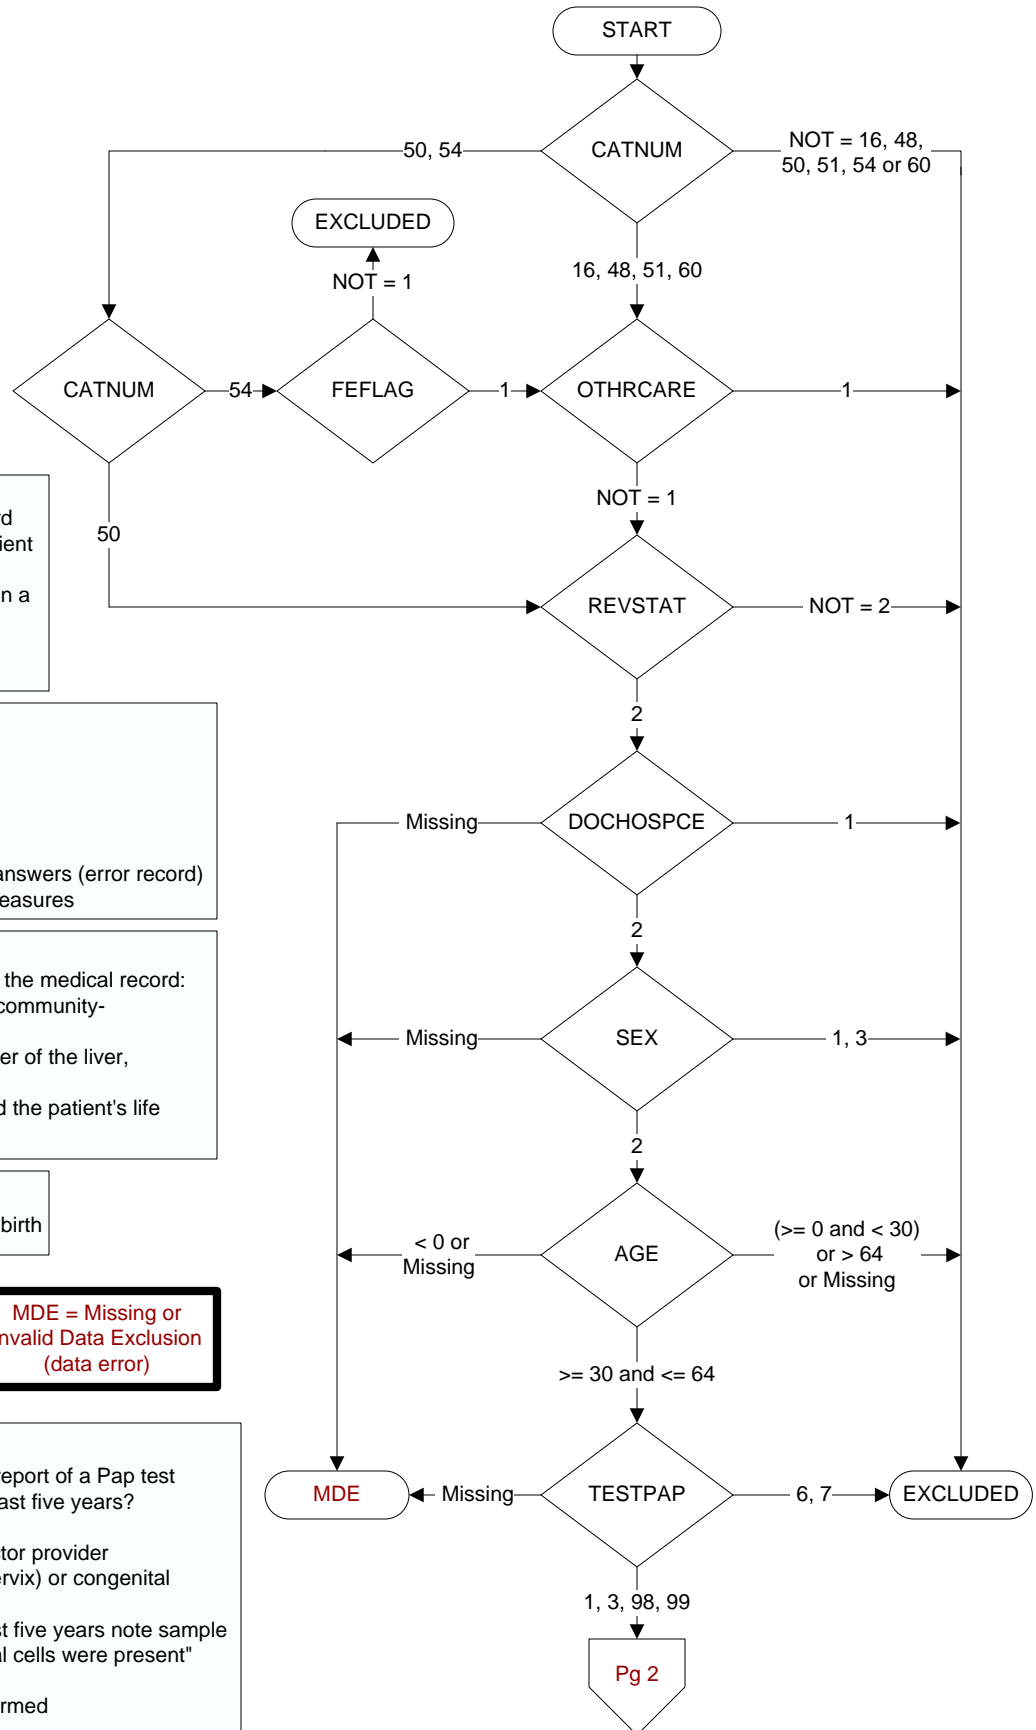 START
CATNUM
50, 54
NOT = 16, 48,
50, 51, 54 or 60
EXCLUDED
NOT = 1
16, 48, 51, 60
CATNUM
54
FEFLAG
1
OTHRCARE
1
NOT = 1
50
REVSTAT
NOT = 2
2
DOCHOSPCE
Missing
1
2
SEX
Missing
1, 3
2
AGE
< 0 or
Missing
(>= 0 and < 30)
or > 64
or Missing
>= 30 and <= 64
TESTPAP
Missing
MDE
6, 7
EXCLUDED
1, 3, 98, 99
Pg 2
n a
answers (error record)
the medical record:
community-
er of the liver,
the patient's life
birth
MDE = Missing or
nvalid Data Exclusion
(data error)
report of a Pap test
ast five years?
ctor provider
ervix) or congenital
st five years note sample
al cells were present"
rmed